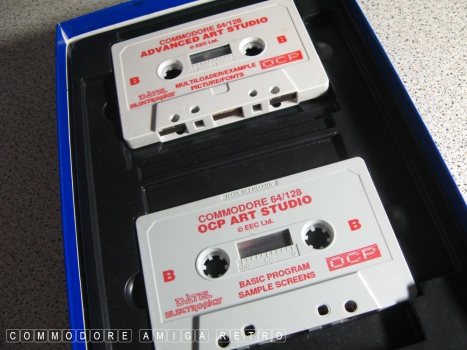 COMMODORE 64/128
ADVANCED ART STUDIO
© EEC Ltd.
B B
MULTILOADER/EXAMPLE
PICTURE/FONTS
DATEL
ELECTRONICS
OCP
COMMODORE 64/128
OCP ART STUDIO
© EEC Ltd.
B B
BASIC PROGRAM
SAMPLE SCREENS
DATEL
ELECTRONICS
OCP
COMMODORE AMIGA RETRO